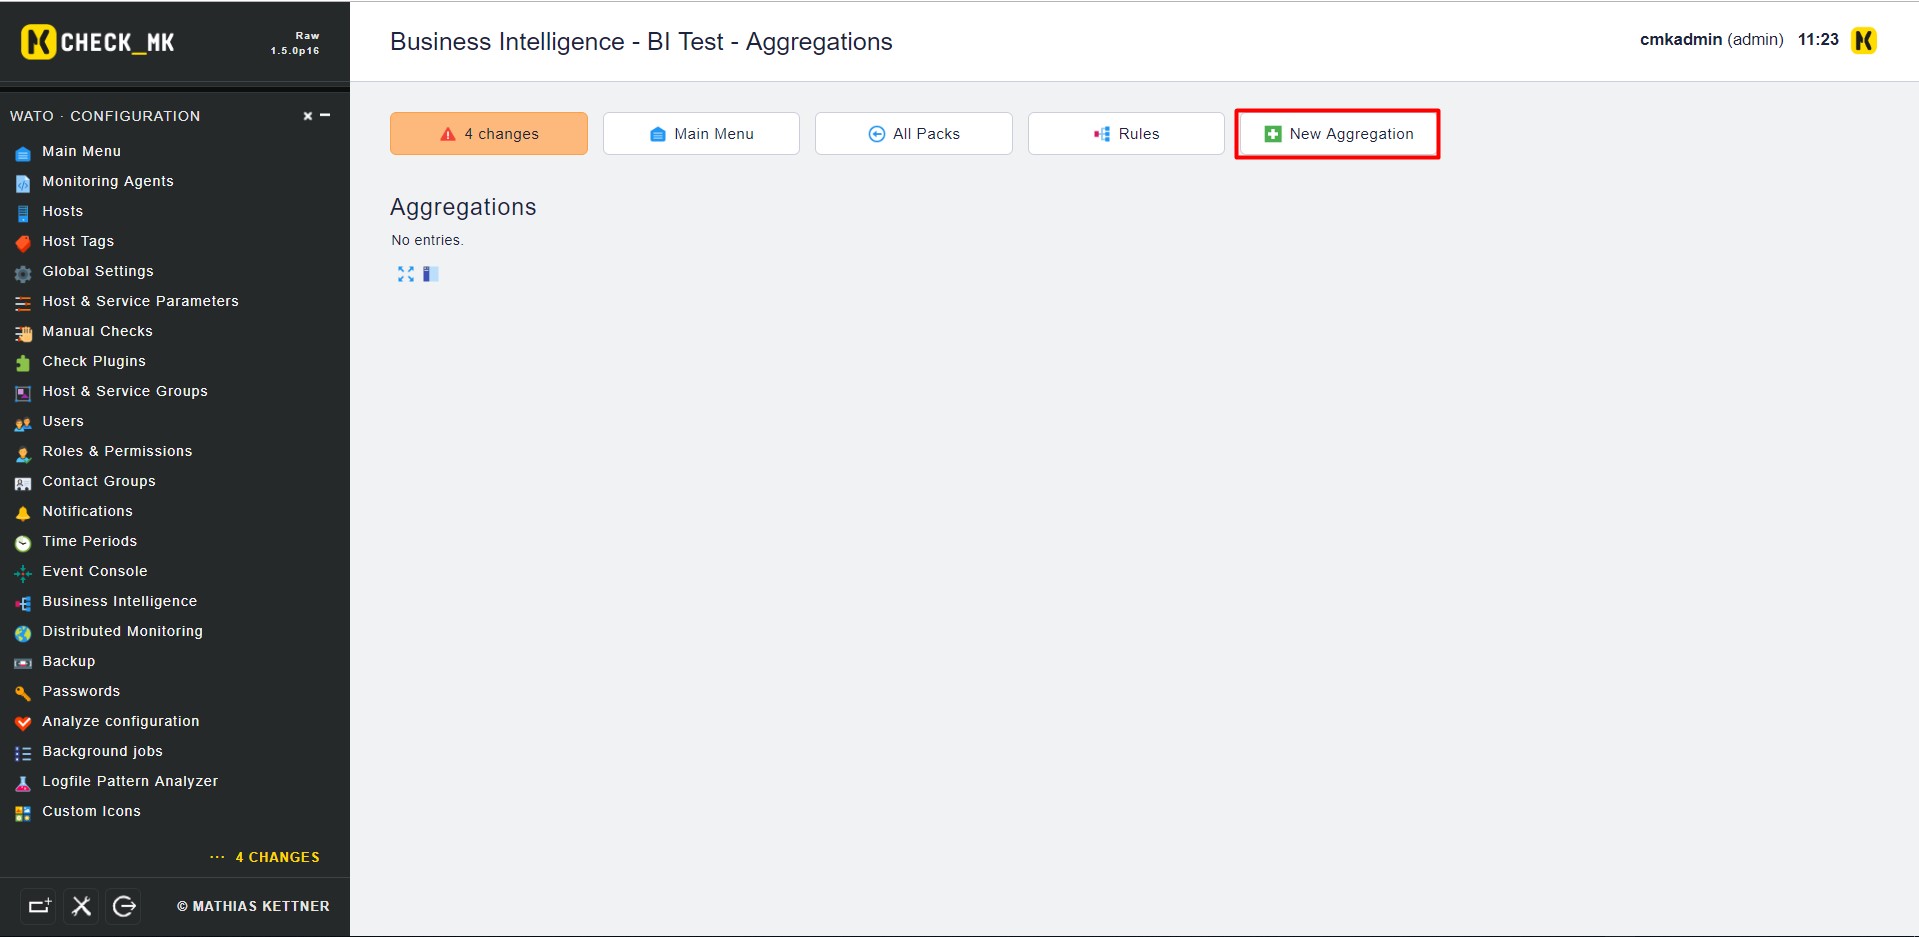 CHECK_MK
Raw
1.5.0p16
Business Intelligence - BI Test - Aggregations
cmkadmin (admin) 11:23
WATO · CONFIGURATION
Main Menu
Monitoring Agents
Hosts
Host Tags
Global Settings
Host & Service Parameters
Manual Checks
Check Plugins
Host & Service Groups
Users
Roles & Permissions
Contact Groups
Notifications
Time Periods
Event Console
Business Intelligence
Distributed Monitoring
Backup
Passwords
Analyze configuration
Background jobs
Logfile Pattern Analyzer
Custom Icons
··· 4 CHANGES
© MATHIAS KETTNER
4 changes
Main Menu
All Packs
Rules
New Aggregation
Aggregations
No entries.